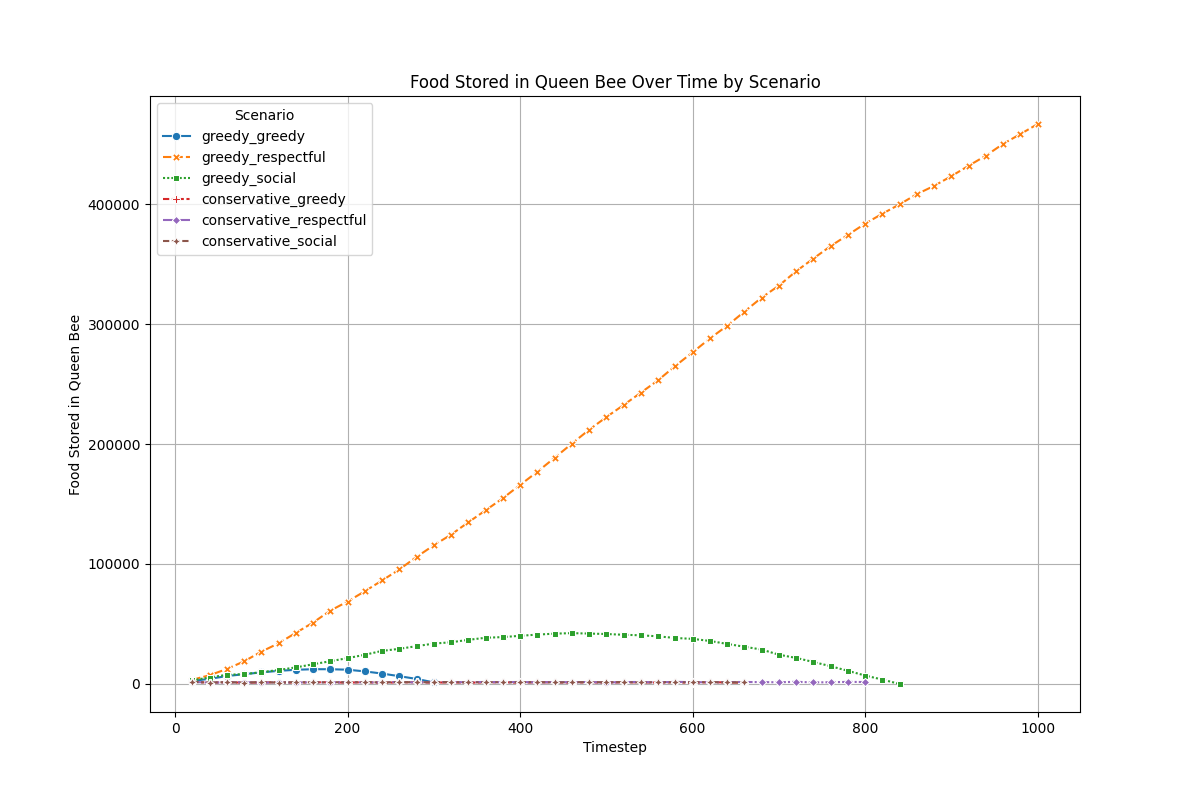 Food Stored in Queen Bee Over Time by Scenario
Scenario
greedy_greedy
greedy_respectful
greedy_social
conservative_greedy
conservative_respectful
conservative_social
Food Stored in Queen Bee
400000
300000
200000
100000
0
0 200 400 600 800 1000
Timestep